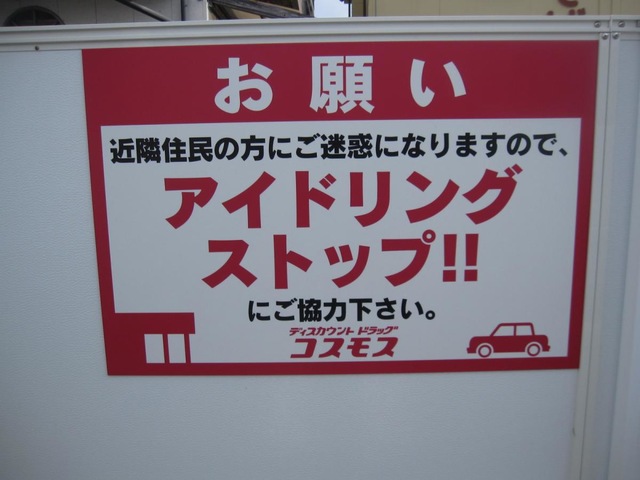 お願い
近隣住民の方にご迷惑になりますので、
アイドリング
ストップ!!
にご協力下さい。
ディスカウント ドラッグ
コスモス